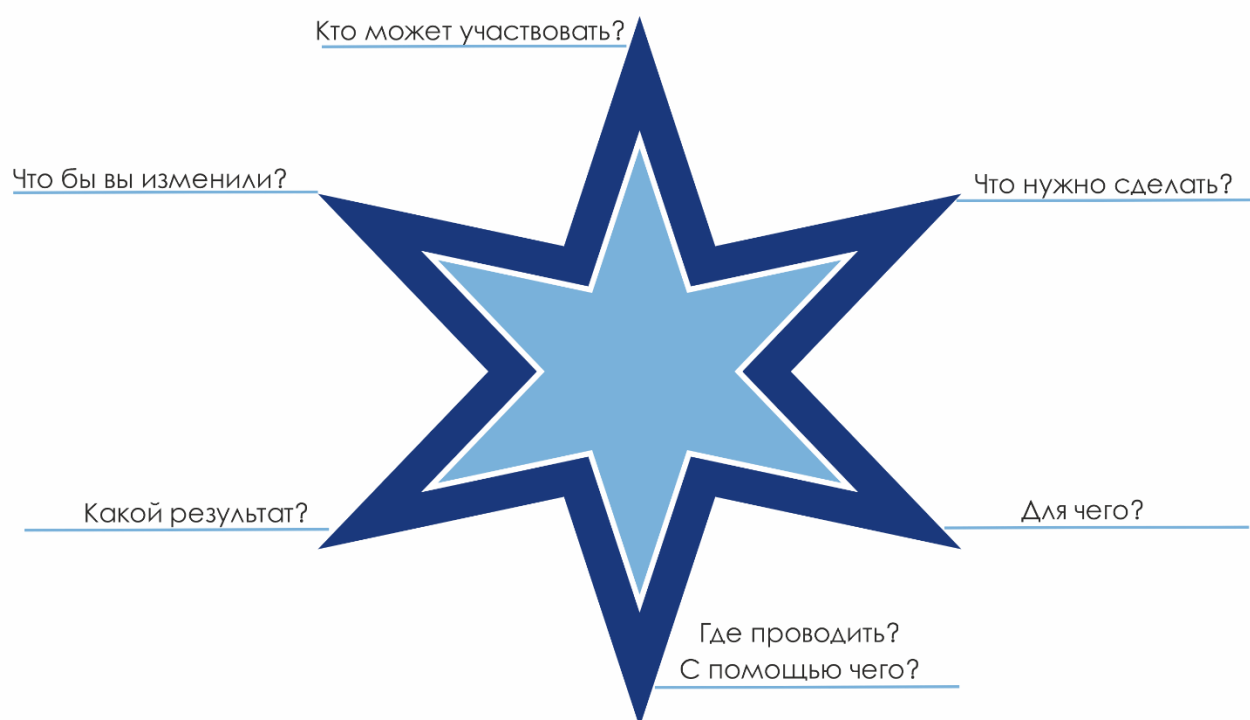 Кто может участвовать?
Что бы вы изменили?
Что нужно сделать?
Какой результат?
Для чего?
Где проводить?
С помощью чего?